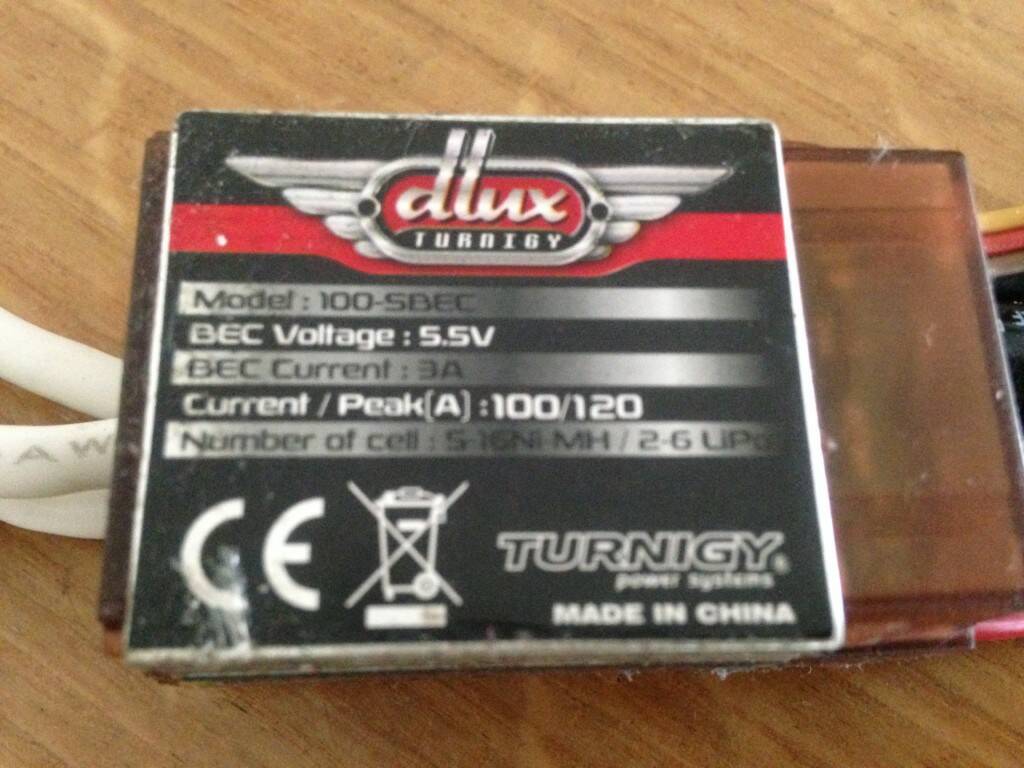 dlux
TURNIGY
Model : 100-SBEC
BEC Voltage : 5.5V
BEC Current : 3A
Current / Peak(A) : 100/120
Number of cell : 5-16Ni-MH / 2-6 LiPo
CE
TURNIGY
power systems
MADE IN CHINA
AW